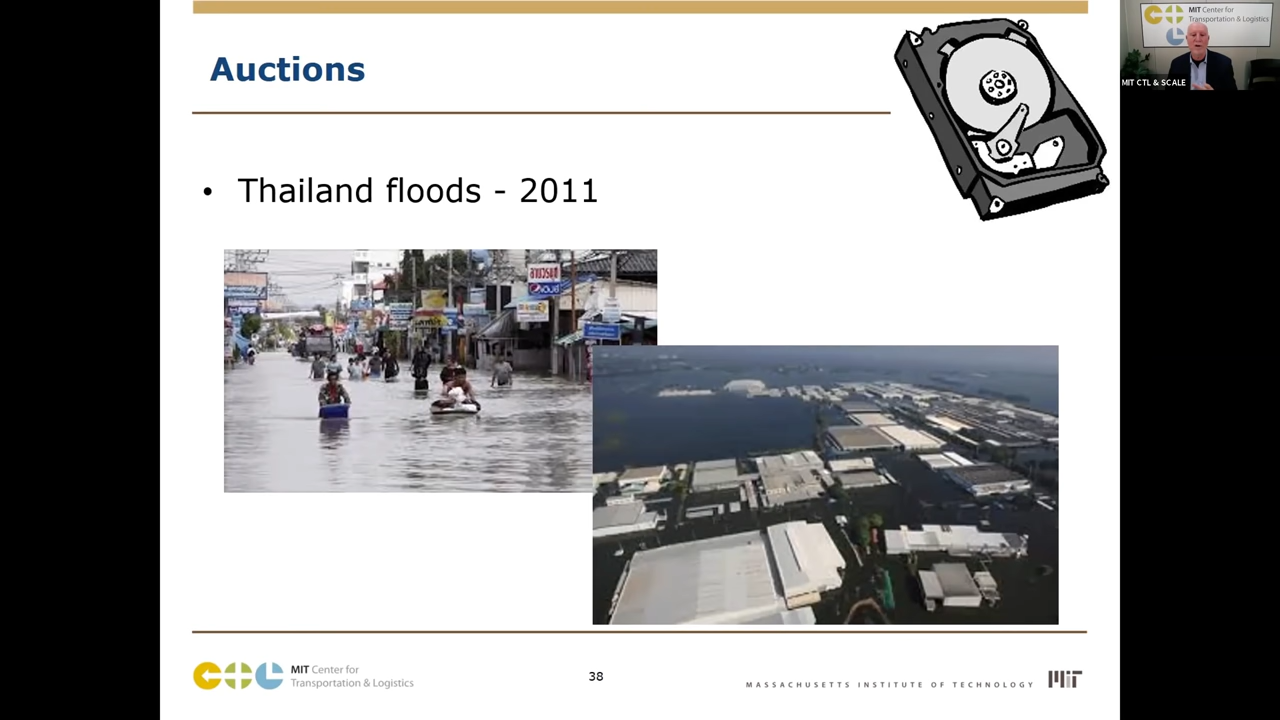 Auctions
MIT Center for
Transportation & Logistics
MIT CTL & SCALE
• Thailand floods - 2011
MIT Center for
Transportation & Logistics
38
MASSACHUSETTS INSTITUTE OF TECHNOLOGY